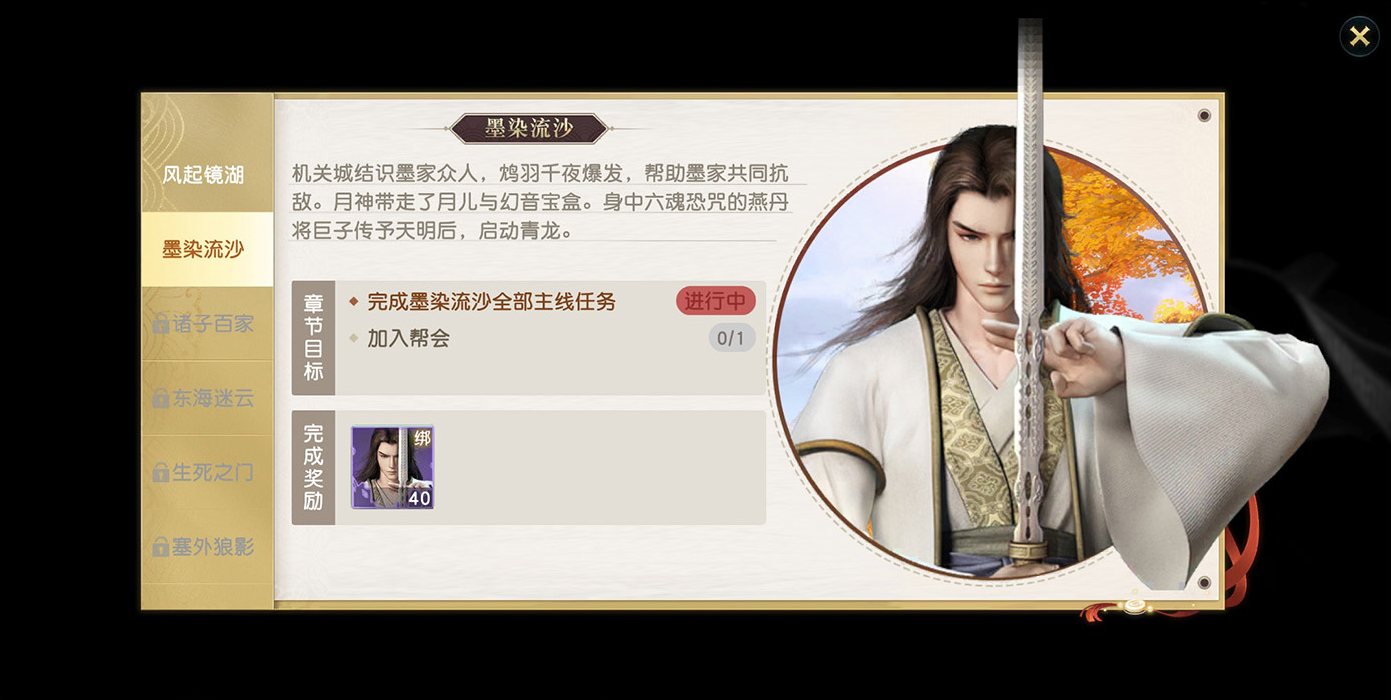 风起镜湖
墨染流沙
诸子百家
东海迷云
生死之门
塞外狼影
墨染流沙
机关城结识墨家众人，鸩羽千夜爆发，帮助墨家共同抗
敌。月神带走了月儿与幻音宝盒。身中六魂恐咒的燕丹
将巨子传予天明后，启动青龙。
章节目标
完成墨染流沙全部主线任务
进行中
加入帮会
0/1
完成奖励
绑
40